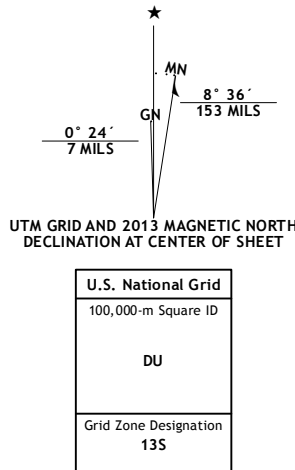 ★
MN
GN
8° 36´
153 MILS
0° 24´
7 MILS
UTM GRID AND 2013 MAGNETIC NORTH
DECLINATION AT CENTER OF SHEET
U.S. National Grid
100,000-m Square ID
DU
Grid Zone Designation
13S